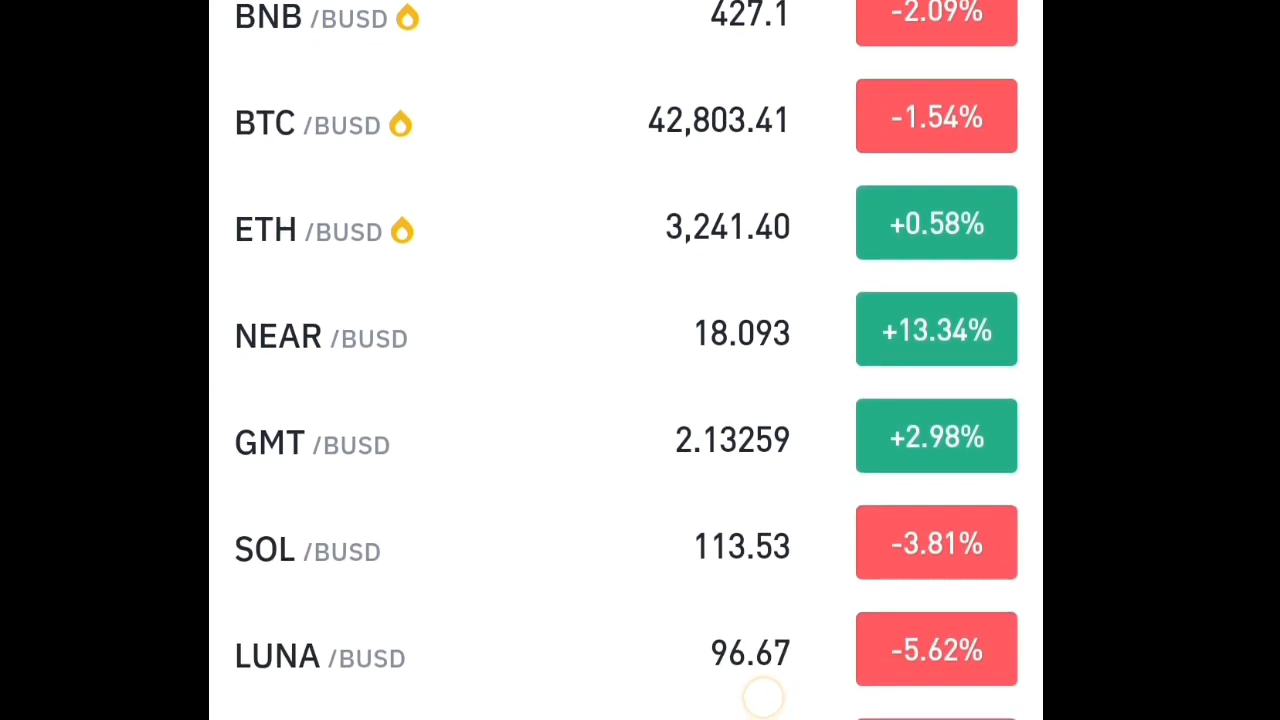 BNB /BUSD 427.1 -2.09%
BTC /BUSD 42,803.41 -1.54%
ETH /BUSD 3,241.40 +0.58%
NEAR /BUSD 18.093 +13.34%
GMT /BUSD 2.13259 +2.98%
SOL /BUSD 113.53 -3.81%
LUNA /BUSD 96.67 -5.62%